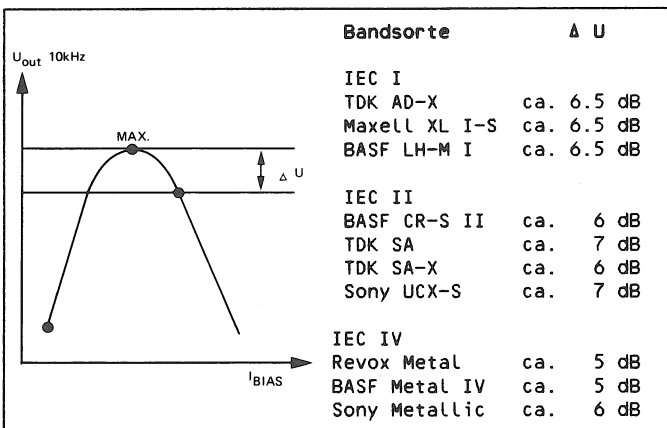 U_out 10kHz
MAX.
Δ U
I_BIAS
Bandsorte Δ U
IEC I
TDK AD-X ca. 6.5 dB
Maxell XL I-S ca. 6.5 dB
BASF LH-M I ca. 6.5 dB
IEC II
BASF CR-S II ca. 6 dB
TDK SA ca. 7 dB
TDK SA-X ca. 6 dB
Sony UCX-S ca. 7 dB
IEC IV
Revox Metal ca. 5 dB
BASF Metal IV ca. 5 dB
Sony Metallic ca. 6 dB